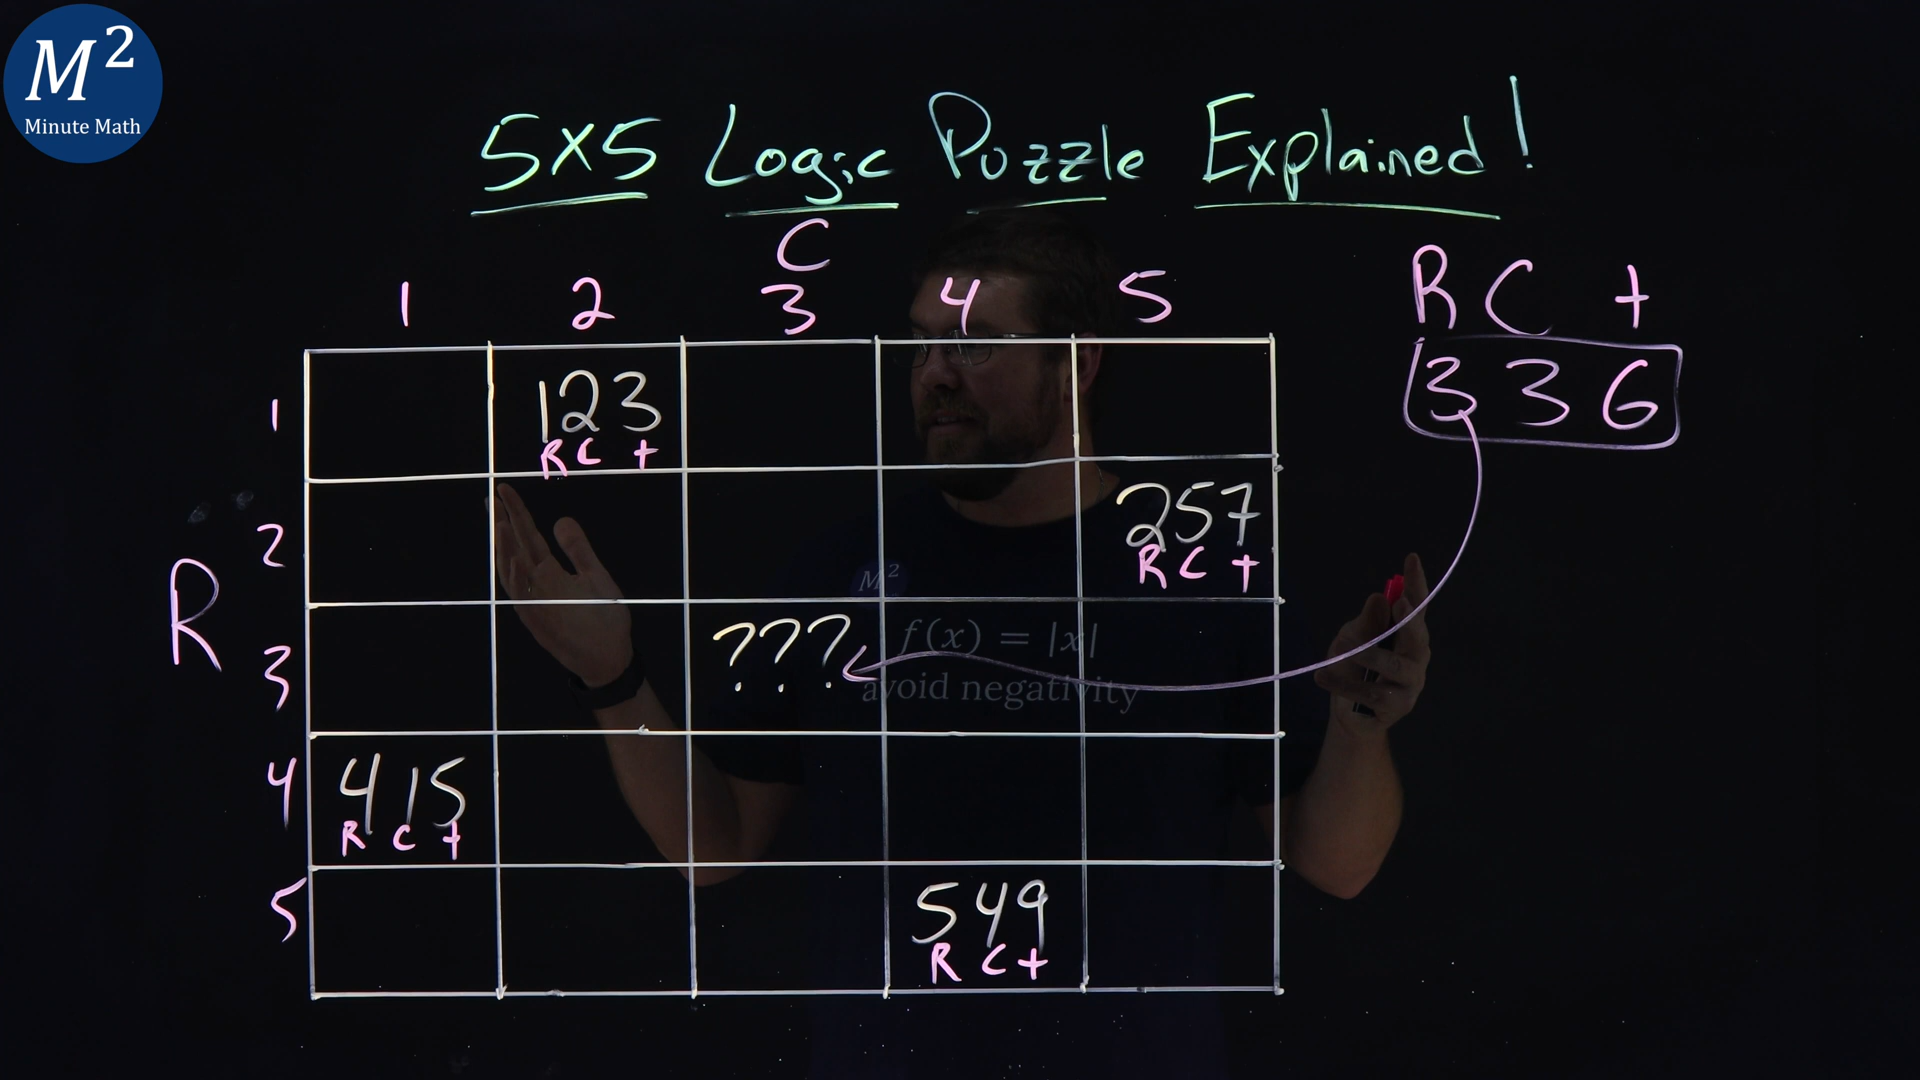 M²
Minute Math
5x5 Logic Puzzle Explained!
C
1 2 3 4 5
R C +
3 3 6
1
123
R C +
2
257
R C +
M²
R
3
???
f(x) = |x|
avoid negativity
4
415
R C +
5
549
R C +